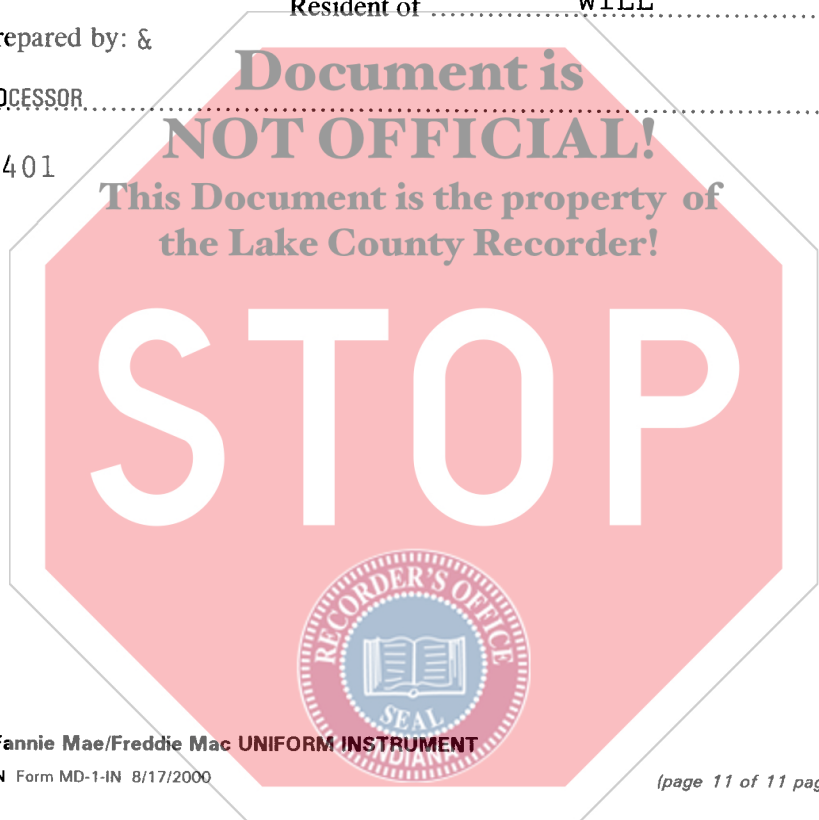 Resident of WILL
repared by: &
Document is
OCESSOR
NOT OFFICIAL!
401
This Document is the property of
the Lake County Recorder!
STOP
RECORDER'S OFFICE
SEAL
INDIANA
Fannie Mae/Freddie Mac UNIFORM INSTRUMENT
N Form MD-1-IN 8/17/2000
(page 11 of 11 pag